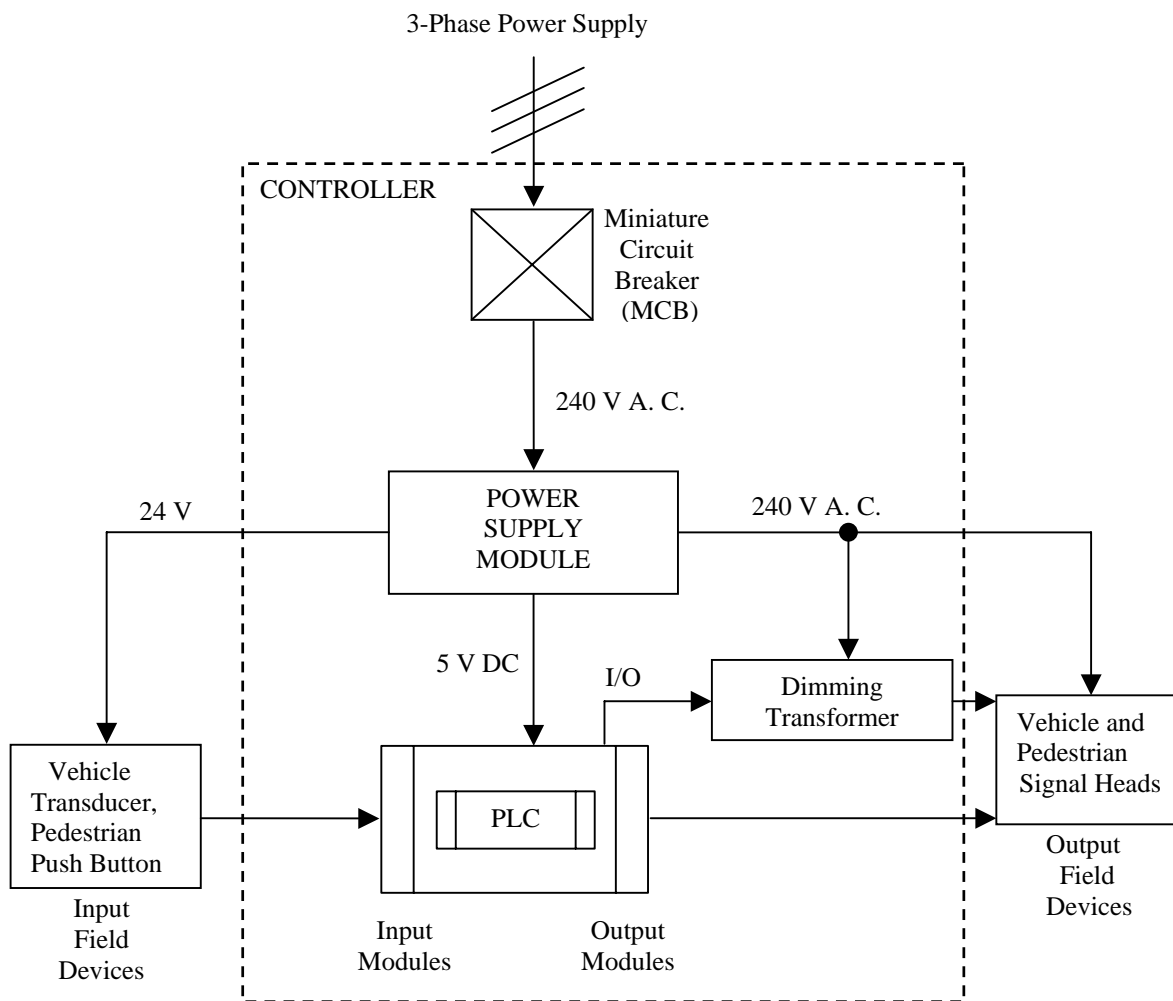 3-Phase Power Supply
CONTROLLER
Miniature
Circuit
Breaker
(MCB)
240 V A. C.
POWER
SUPPLY
MODULE
24 V
240 V A. C.
5 V DC
I/O
Dimming
Transformer
Vehicle and
Pedestrian
Signal Heads
Vehicle
Transducer,
Pedestrian
Push Button
PLC
Input
Field
Devices
Input
Modules
Output
Modules
Output
Field
Devices